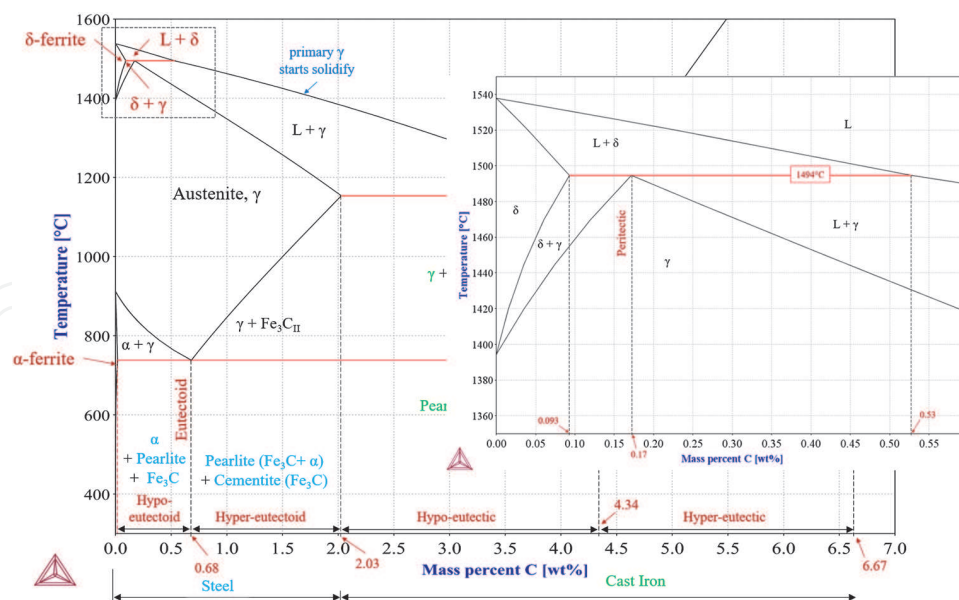 1600
1400
1200
1000
800
600
400
Temperature [°C]
δ-ferrite
L + δ
δ + γ
primary γ
starts solidify
L + γ
Austenite, γ
γ + Fe₃C_II
α + γ
α-ferrite
γ +
Pear
Eutectoid
α
+ Pearlite
+ Fe₃C
Pearlite (Fe₃C+ α)
+ Cementite (Fe₃C)
Hypo-
eutectoid
Hyper-eutectoid
Hypo-eutectic
Hyper-eutectic
4.34
0.0 0.5 1.0 1.5 2.0 2.5 3.0 3.5 4.0 4.5 5.0 5.5 6.0 6.5 7.0
0.68
2.03
6.67
Mass percent C [wt%]
Steel
Cast Iron
1540
1520
1500
1480
1460
1440
1420
1400
1380
1360
Temperature [°C]
L
L + δ
1494°C
δ
δ + γ
Peritectic
γ
L + γ
0.093
0.17
0.53
0.00 0.05 0.10 0.15 0.20 0.25 0.30 0.35 0.40 0.45 0.50 0.55
Mass percent C [wt%]